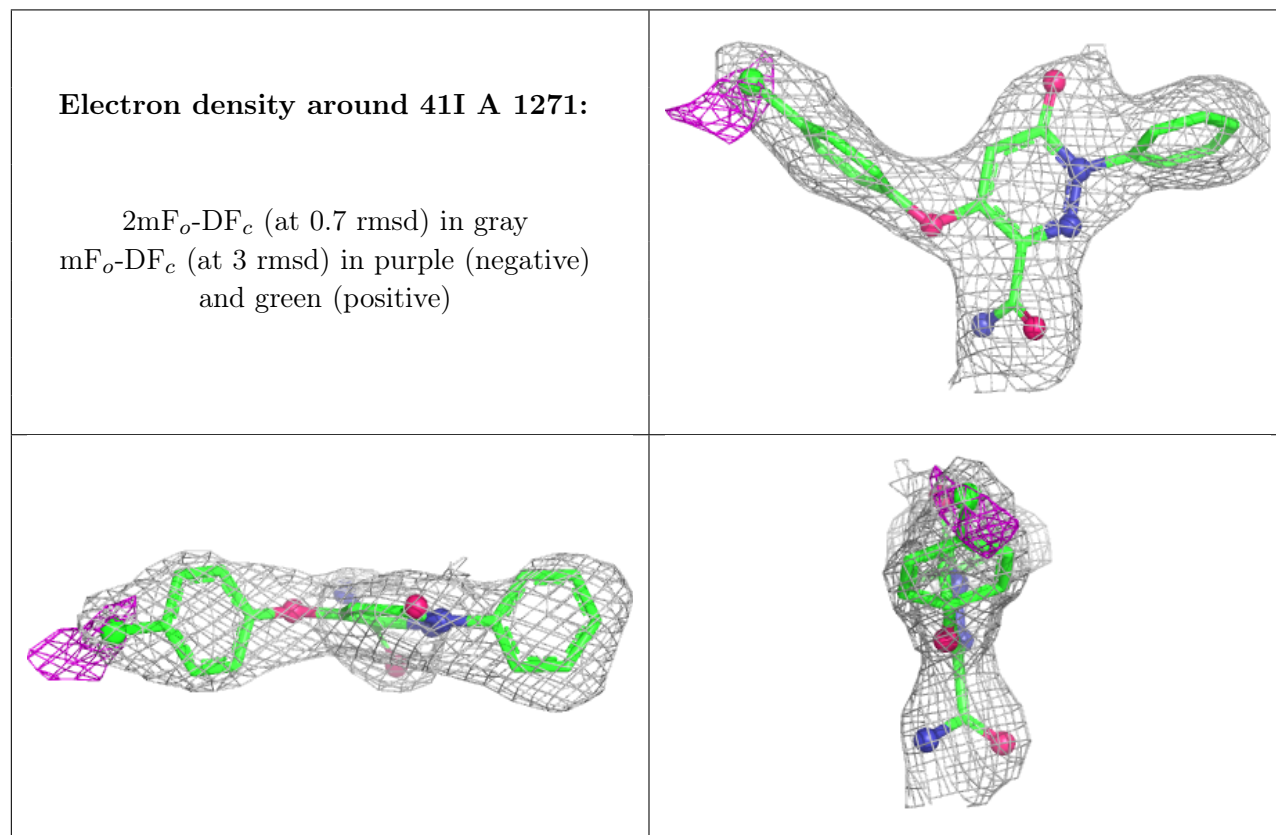 Electron density around 41I A 1271:
2mFo-DFc (at 0.7 rmsd) in gray
mFo-DFc (at 3 rmsd) in purple (negative)
and green (positive)